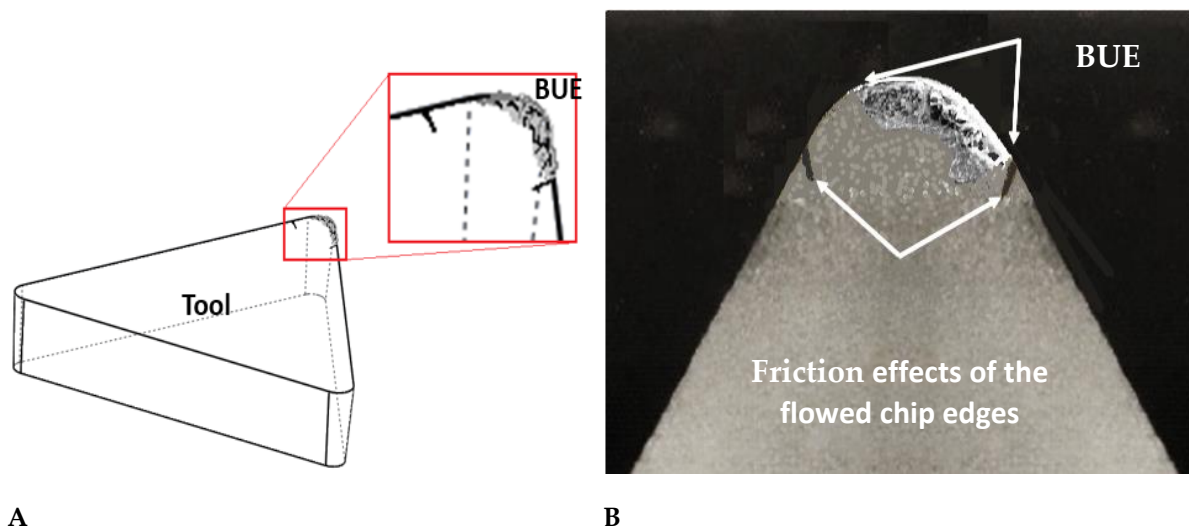 BUE
Tool
A
BUE
Friction effects of the
flowed chip edges
B